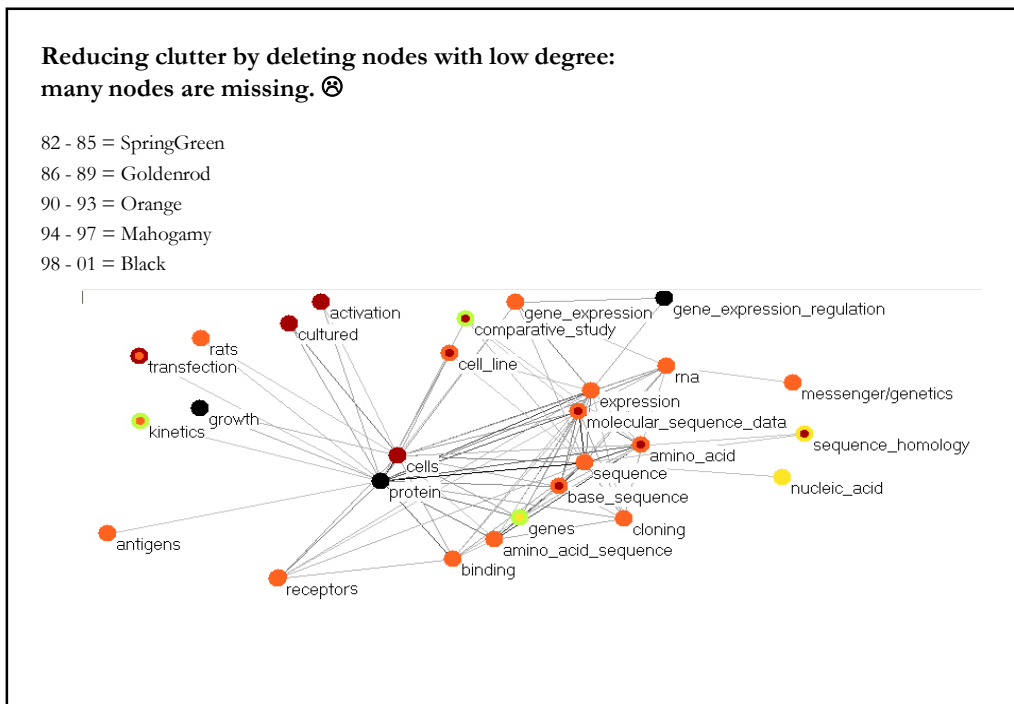 Reducing clutter by deleting nodes with low degree:
many nodes are missing. ☹
82 - 85 = SpringGreen
86 - 89 = Goldenrod
90 - 93 = Orange
94 - 97 = Mahogamy
98 - 01 = Black
activation
gene_expression
gene_expression_regulation
cultured
comparative_study
rats
cell_line
transfection
rna
messenger/genetics
expression
growth
molecular_sequence_data
kinetics
sequence_homology
amino_acid
cells
sequence
nucleic_acid
protein
base_sequence
genes
cloning
antigens
amino_acid_sequence
binding
receptors